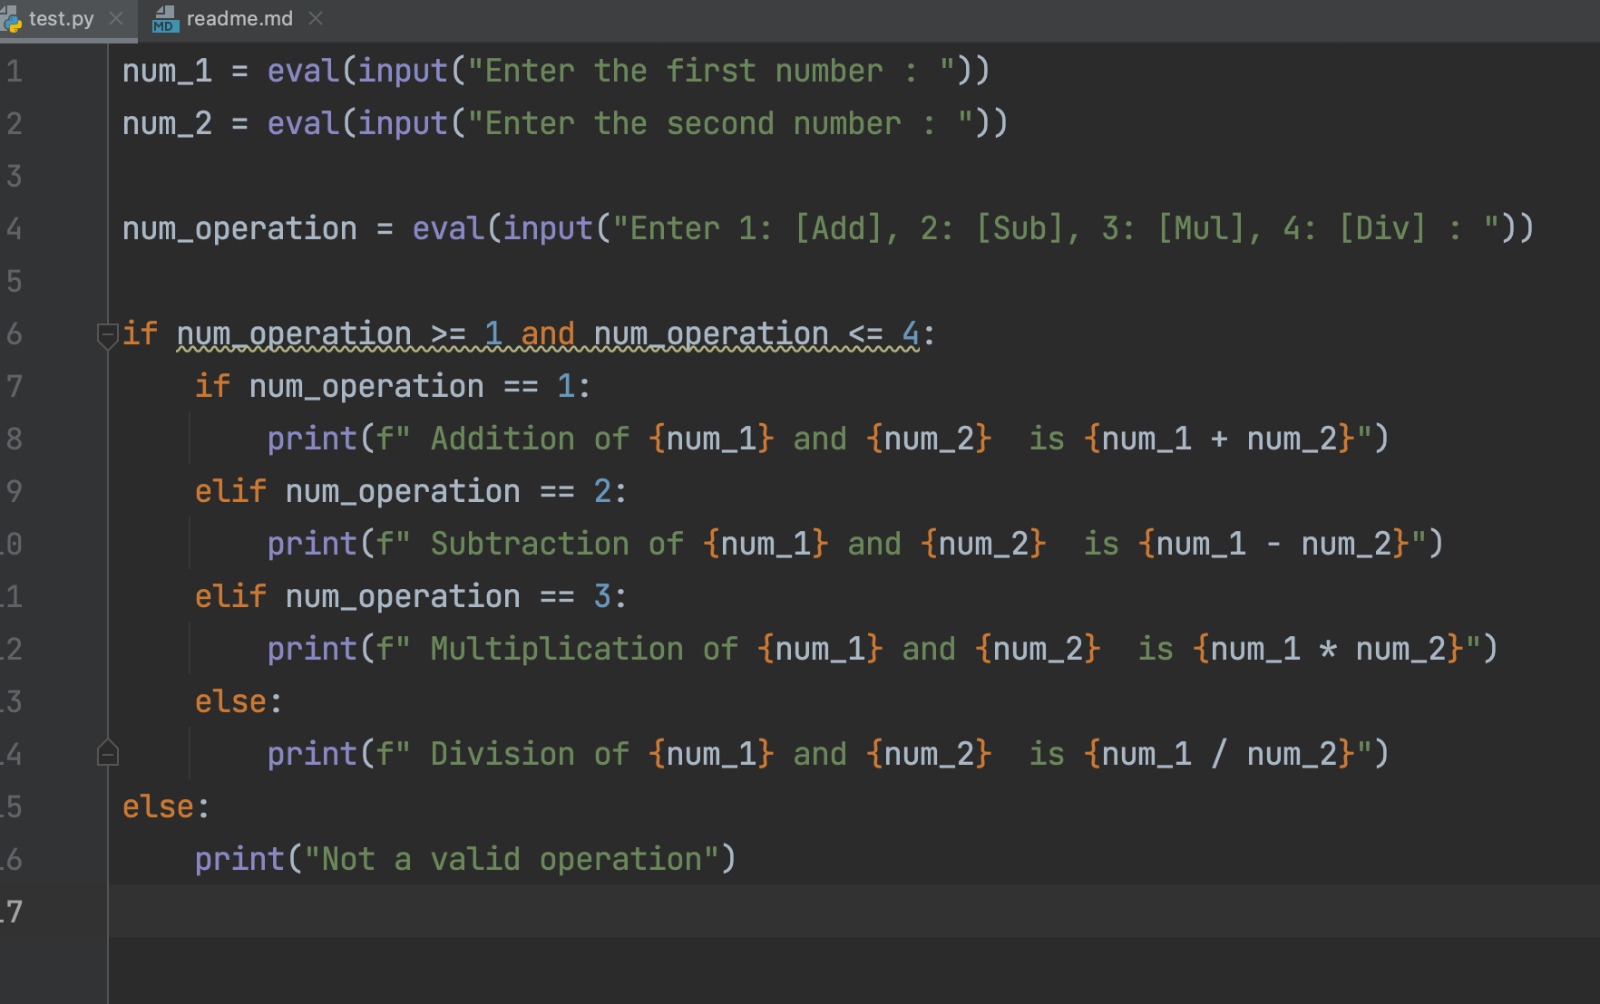 test.py
MD readme.md
1 num_1 = eval(input("Enter the first number : "))
2 num_2 = eval(input("Enter the second number : "))
3
4 num_operation = eval(input("Enter 1: [Add], 2: [Sub], 3: [Mul], 4: [Div] : "))
5
6 if num_operation >= 1 and num_operation <= 4:
7     if num_operation == 1:
8         print(f" Addition of {num_1} and {num_2}  is {num_1 + num_2}")
9     elif num_operation == 2:
10         print(f" Subtraction of {num_1} and {num_2}  is {num_1 - num_2}")
11     elif num_operation == 3:
12         print(f" Multiplication of {num_1} and {num_2}  is {num_1 * num_2}")
13     else:
14         print(f" Division of {num_1} and {num_2}  is {num_1 / num_2}")
15 else:
16     print("Not a valid operation")
17